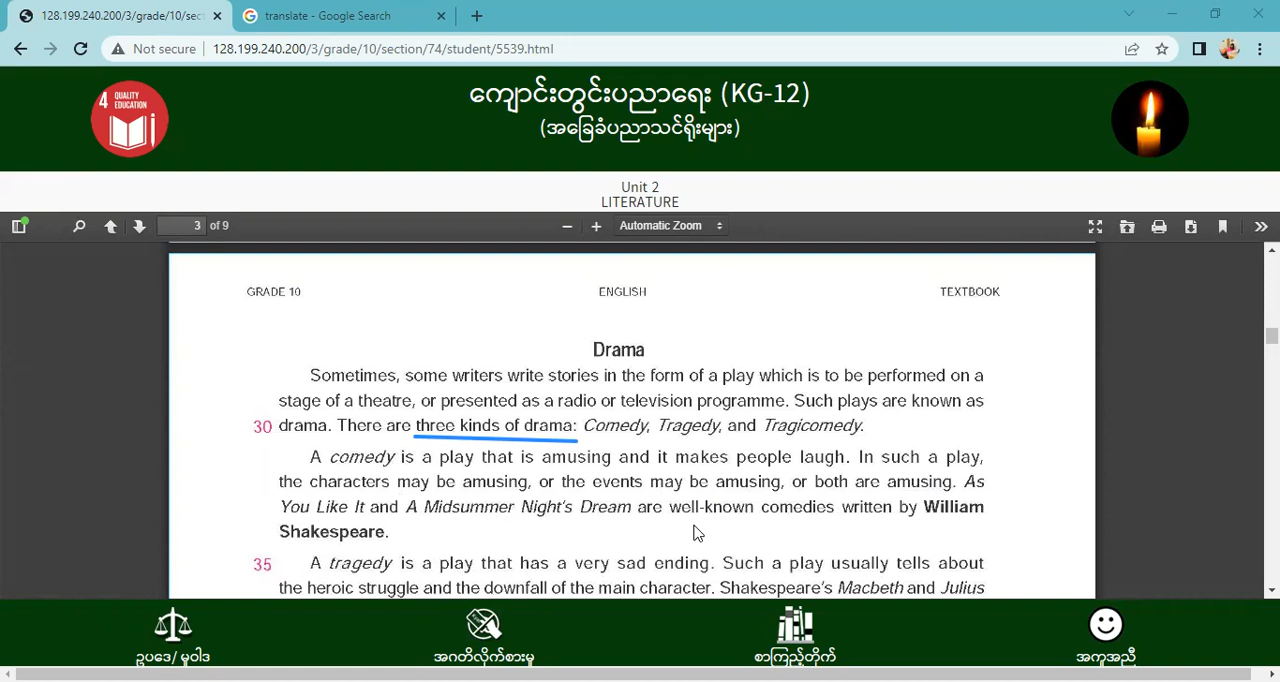 128.199.240.200/3/grade/10/sec
translate - Google Search
Not secure
128.199.240.200/3/grade/10/section/74/student/5539.html
4 QUALITY
EDUCATION
ကျောင်းတွင်းပညာရေး (KG-12)
(အခြေခံပညာသင်ရိုးများ)
Unit 2
LITERATURE
3 of 9
Automatic Zoom
GRADE 10 ENGLISH TEXTBOOK
Drama
Sometimes, some writers write stories in the form of a play which is to be performed on a
stage of a theatre, or presented as a radio or television programme. Such plays are known as
30 drama. There are three kinds of drama: Comedy, Tragedy, and Tragicomedy.
A comedy is a play that is amusing and it makes people laugh. In such a play,
the characters may be amusing, or the events may be amusing, or both are amusing. As
You Like It and A Midsummer Night's Dream are well-known comedies written by William
Shakespeare.
35 A tragedy is a play that has a very sad ending. Such a play usually tells about
the heroic struggle and the downfall of the main character. Shakespeare's Macbeth and Julius
ဥပဒေ/ မူဝါဒ
အဂတိလိုက်စားမှု
စာကြည့်တိုက်
အကူအညီ